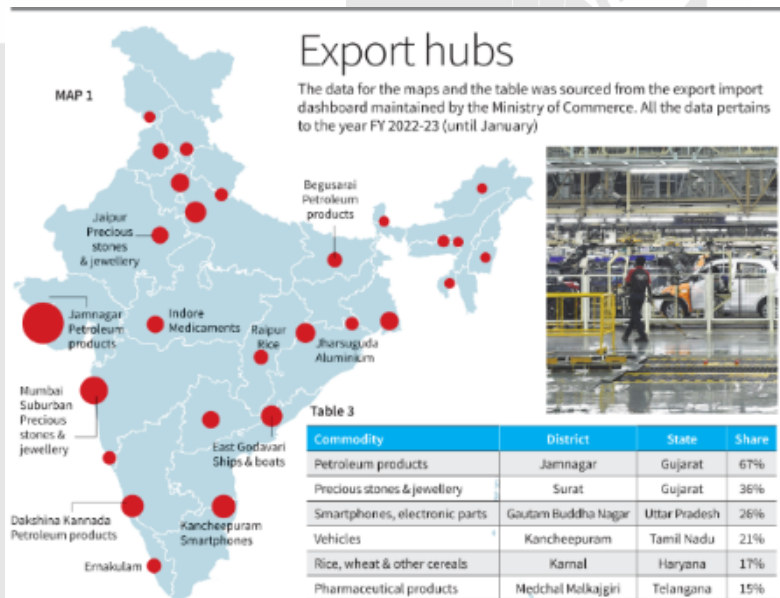 Export hubs
The data for the maps and the table was sourced from the export import
dashboard maintained by the Ministry of Commerce. All the data pertains
to the year FY 2022-23 (until January)
MAP 1
Begusarai
Petroleum
products
Jaipur
Precious
stones
& jewellery
Jamnagar
Petroleum
products
Indore
Medicaments
Raipur
Rice
Jharsuguda
Aluminium
Mumbai
Suburban
Precious
stones &
jewellery
East Godavari
Ships & boats
Dakshina Kannada
Petroleum products
Kancheepuram
Smartphones
Ernakulam
Table 3
Commodity District State Share
Petroleum products Jamnagar Gujarat 67%
Precious stones & jewellery Surat Gujarat 36%
Smartphones, electronic parts Gautam Buddha Nagar Uttar Pradesh 26%
Vehicles Kancheepuram Tamil Nadu 21%
Rice, wheat & other cereals Karnal Haryana 17%
Pharmaceutical products Medchal Malkajgiri Telangana 15%